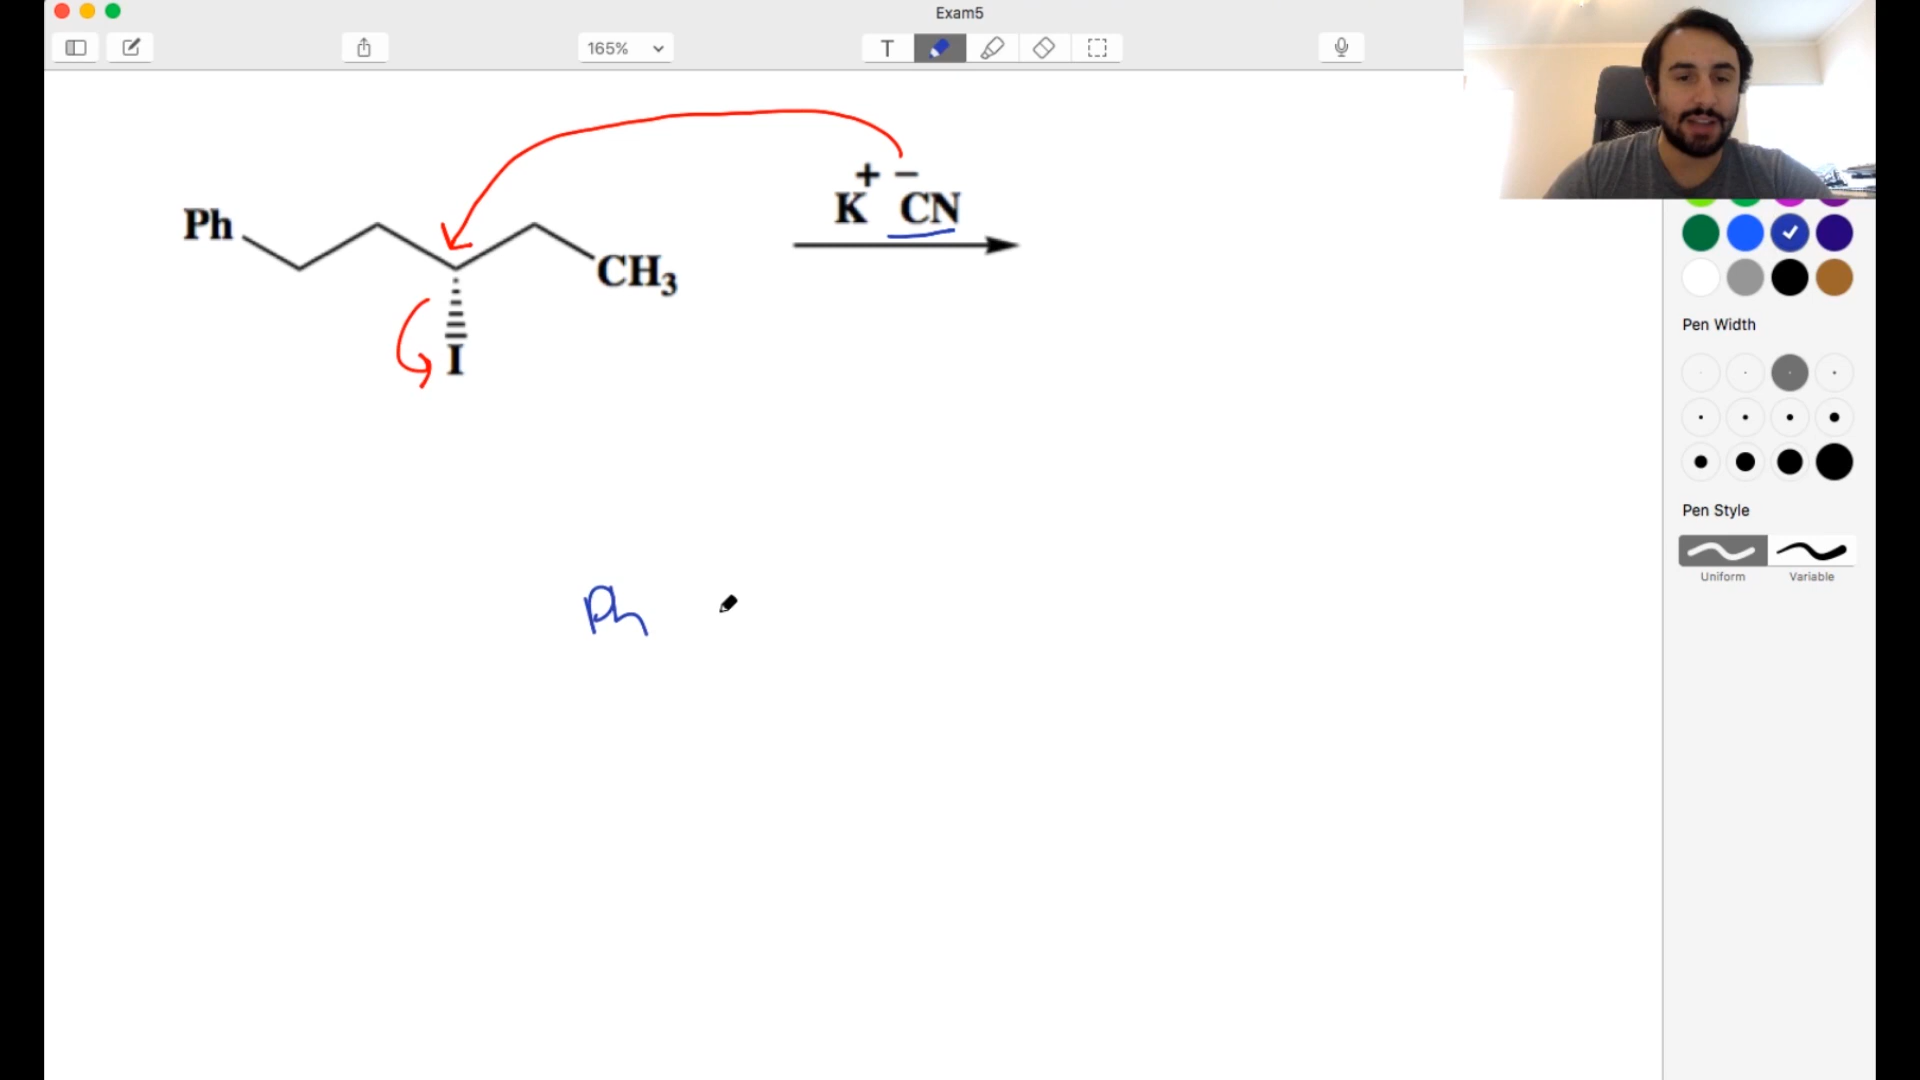 Exam5
165%
T
K⁺ ⁻CN
Ph
CH₃
I
Ph
Pen Width
Pen Style
Uniform
Variable